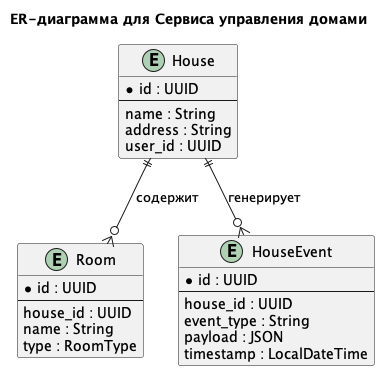 ER-диаграмма для Сервиса управления домами
E House
* id : UUID
name : String
address : String
user_id : UUID
содержит
генерирует
E Room
* id : UUID
house_id : UUID
name : String
type : RoomType
E HouseEvent
* id : UUID
house_id : UUID
event_type : String
payload : JSON
timestamp : LocalDateTime